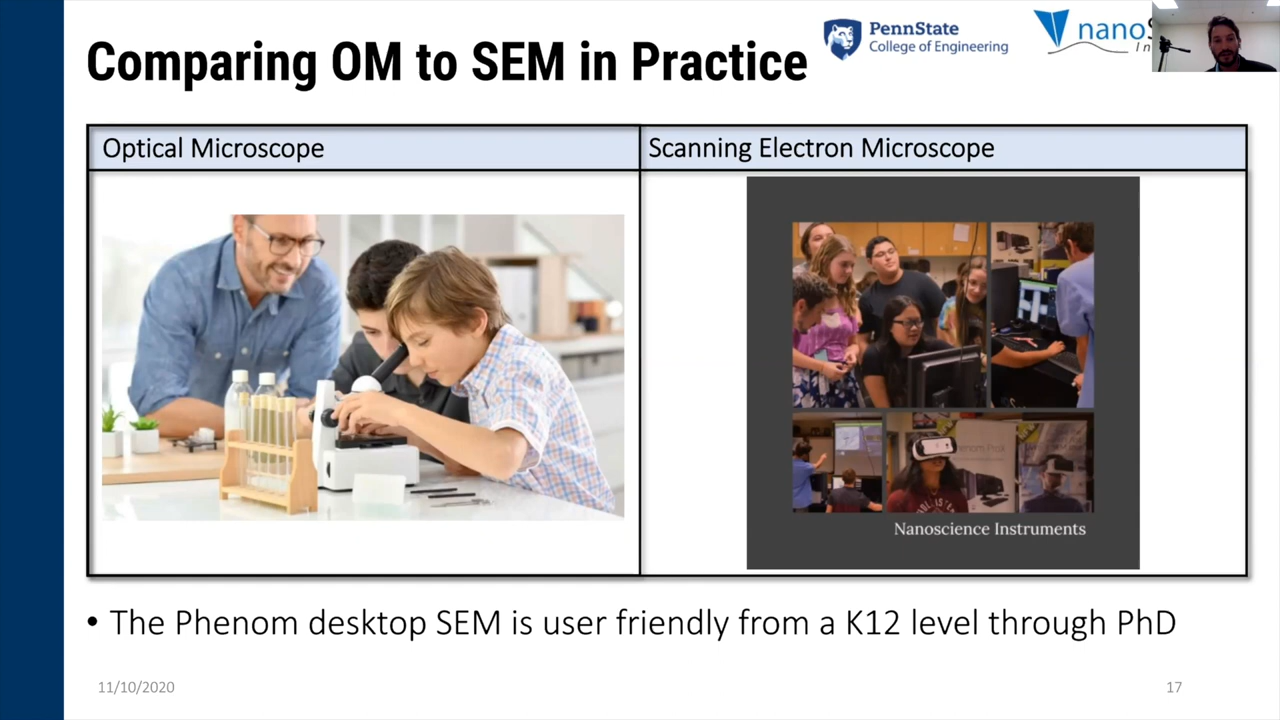 Comparing OM to SEM in Practice
PennState
College of Engineering
nano
In
Optical Microscope
Scanning Electron Microscope
Nanoscience Instruments
• The Phenom desktop SEM is user friendly from a K12 level through PhD
11/10/2020
17